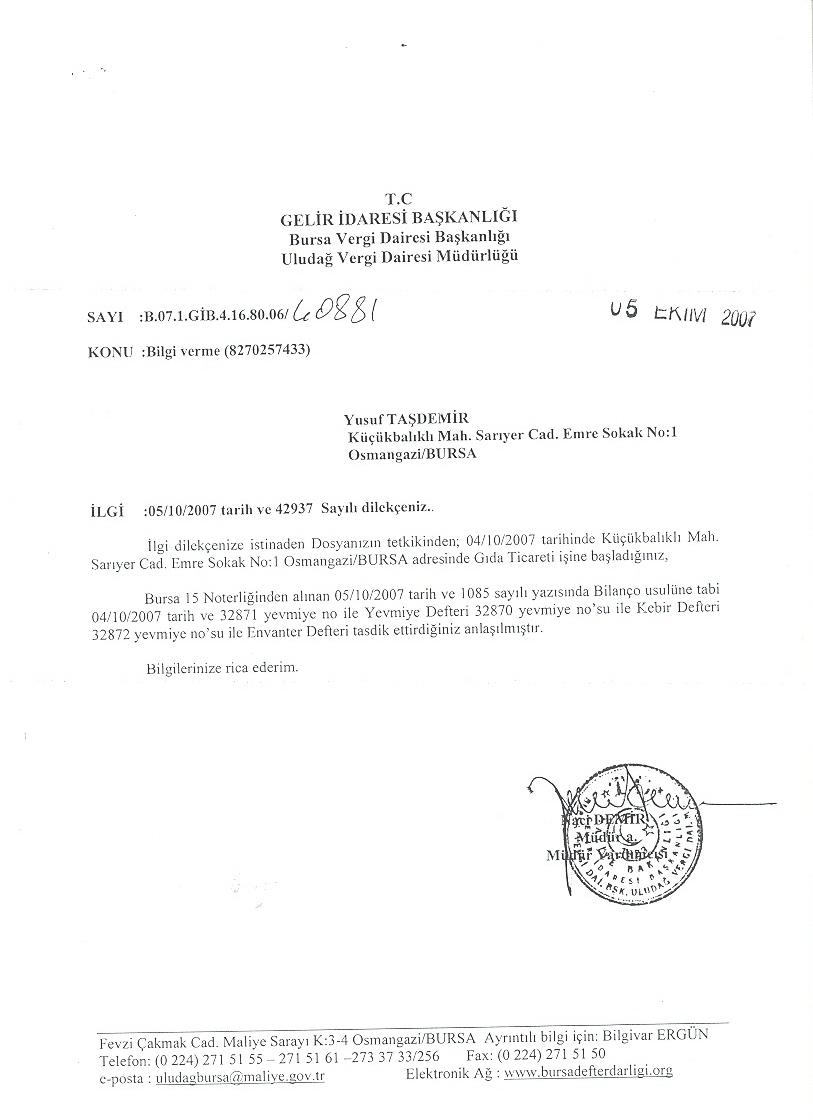 T.C
GELİR İDARESİ BAŞKANLIĞI
Bursa Vergi Dairesi Başkanlığı
Uludağ Vergi Dairesi Müdürlüğü
SAYI :B.07.1.GİB.4.16.80.06/ 40881 05 EKİM 2007
KONU :Bilgi verme (8270257433)
Yusuf TAŞDEMİR
Küçükbalıklı Mah. Sarıyer Cad. Emre Sokak No:1
Osmangazi/BURSA
İLGİ :05/10/2007 tarih ve 42937 Sayılı dilekçeniz..
İlgi dilekçenize istinaden Dosyanızın tetkikinden; 04/10/2007 tarihinde Küçükbalıklı Mah.
Sarıyer Cad. Emre Sokak No:1 Osmangazi/BURSA adresinde Gıda Ticareti işine başladığınız,
Bursa 15 Noterliğinden alınan 05/10/2007 tarih ve 1085 sayılı yazısında Bilanço usulüne tabi
04/10/2007 tarih ve 32871 yevmiye no ile Yevmiye Defteri 32870 yevmiye no'su ile Kebir Defteri
32872 yevmiye no'su ile Envanter Defteri tasdik ettirdiğiniz anlaşılmıştır.
Bilgilerinize rica ederim.
Naci DEMİR
Müdür a.
Müdür Yardımcısı
DAİ. BŞK. ULUDAĞ VERGİ DAİ.
Fevzi Çakmak Cad. Maliye Sarayı K:3-4 Osmangazi/BURSA Ayrıntılı bilgi için: Bilgivar ERGÜN
Telefon: (0 224) 271 51 55 – 271 51 61 –273 37 33/256 Fax: (0 224) 271 51 50
e-posta : uludagbursa@maliye.gov.tr Elektronik Ağ : www.bursadefterdarligi.org